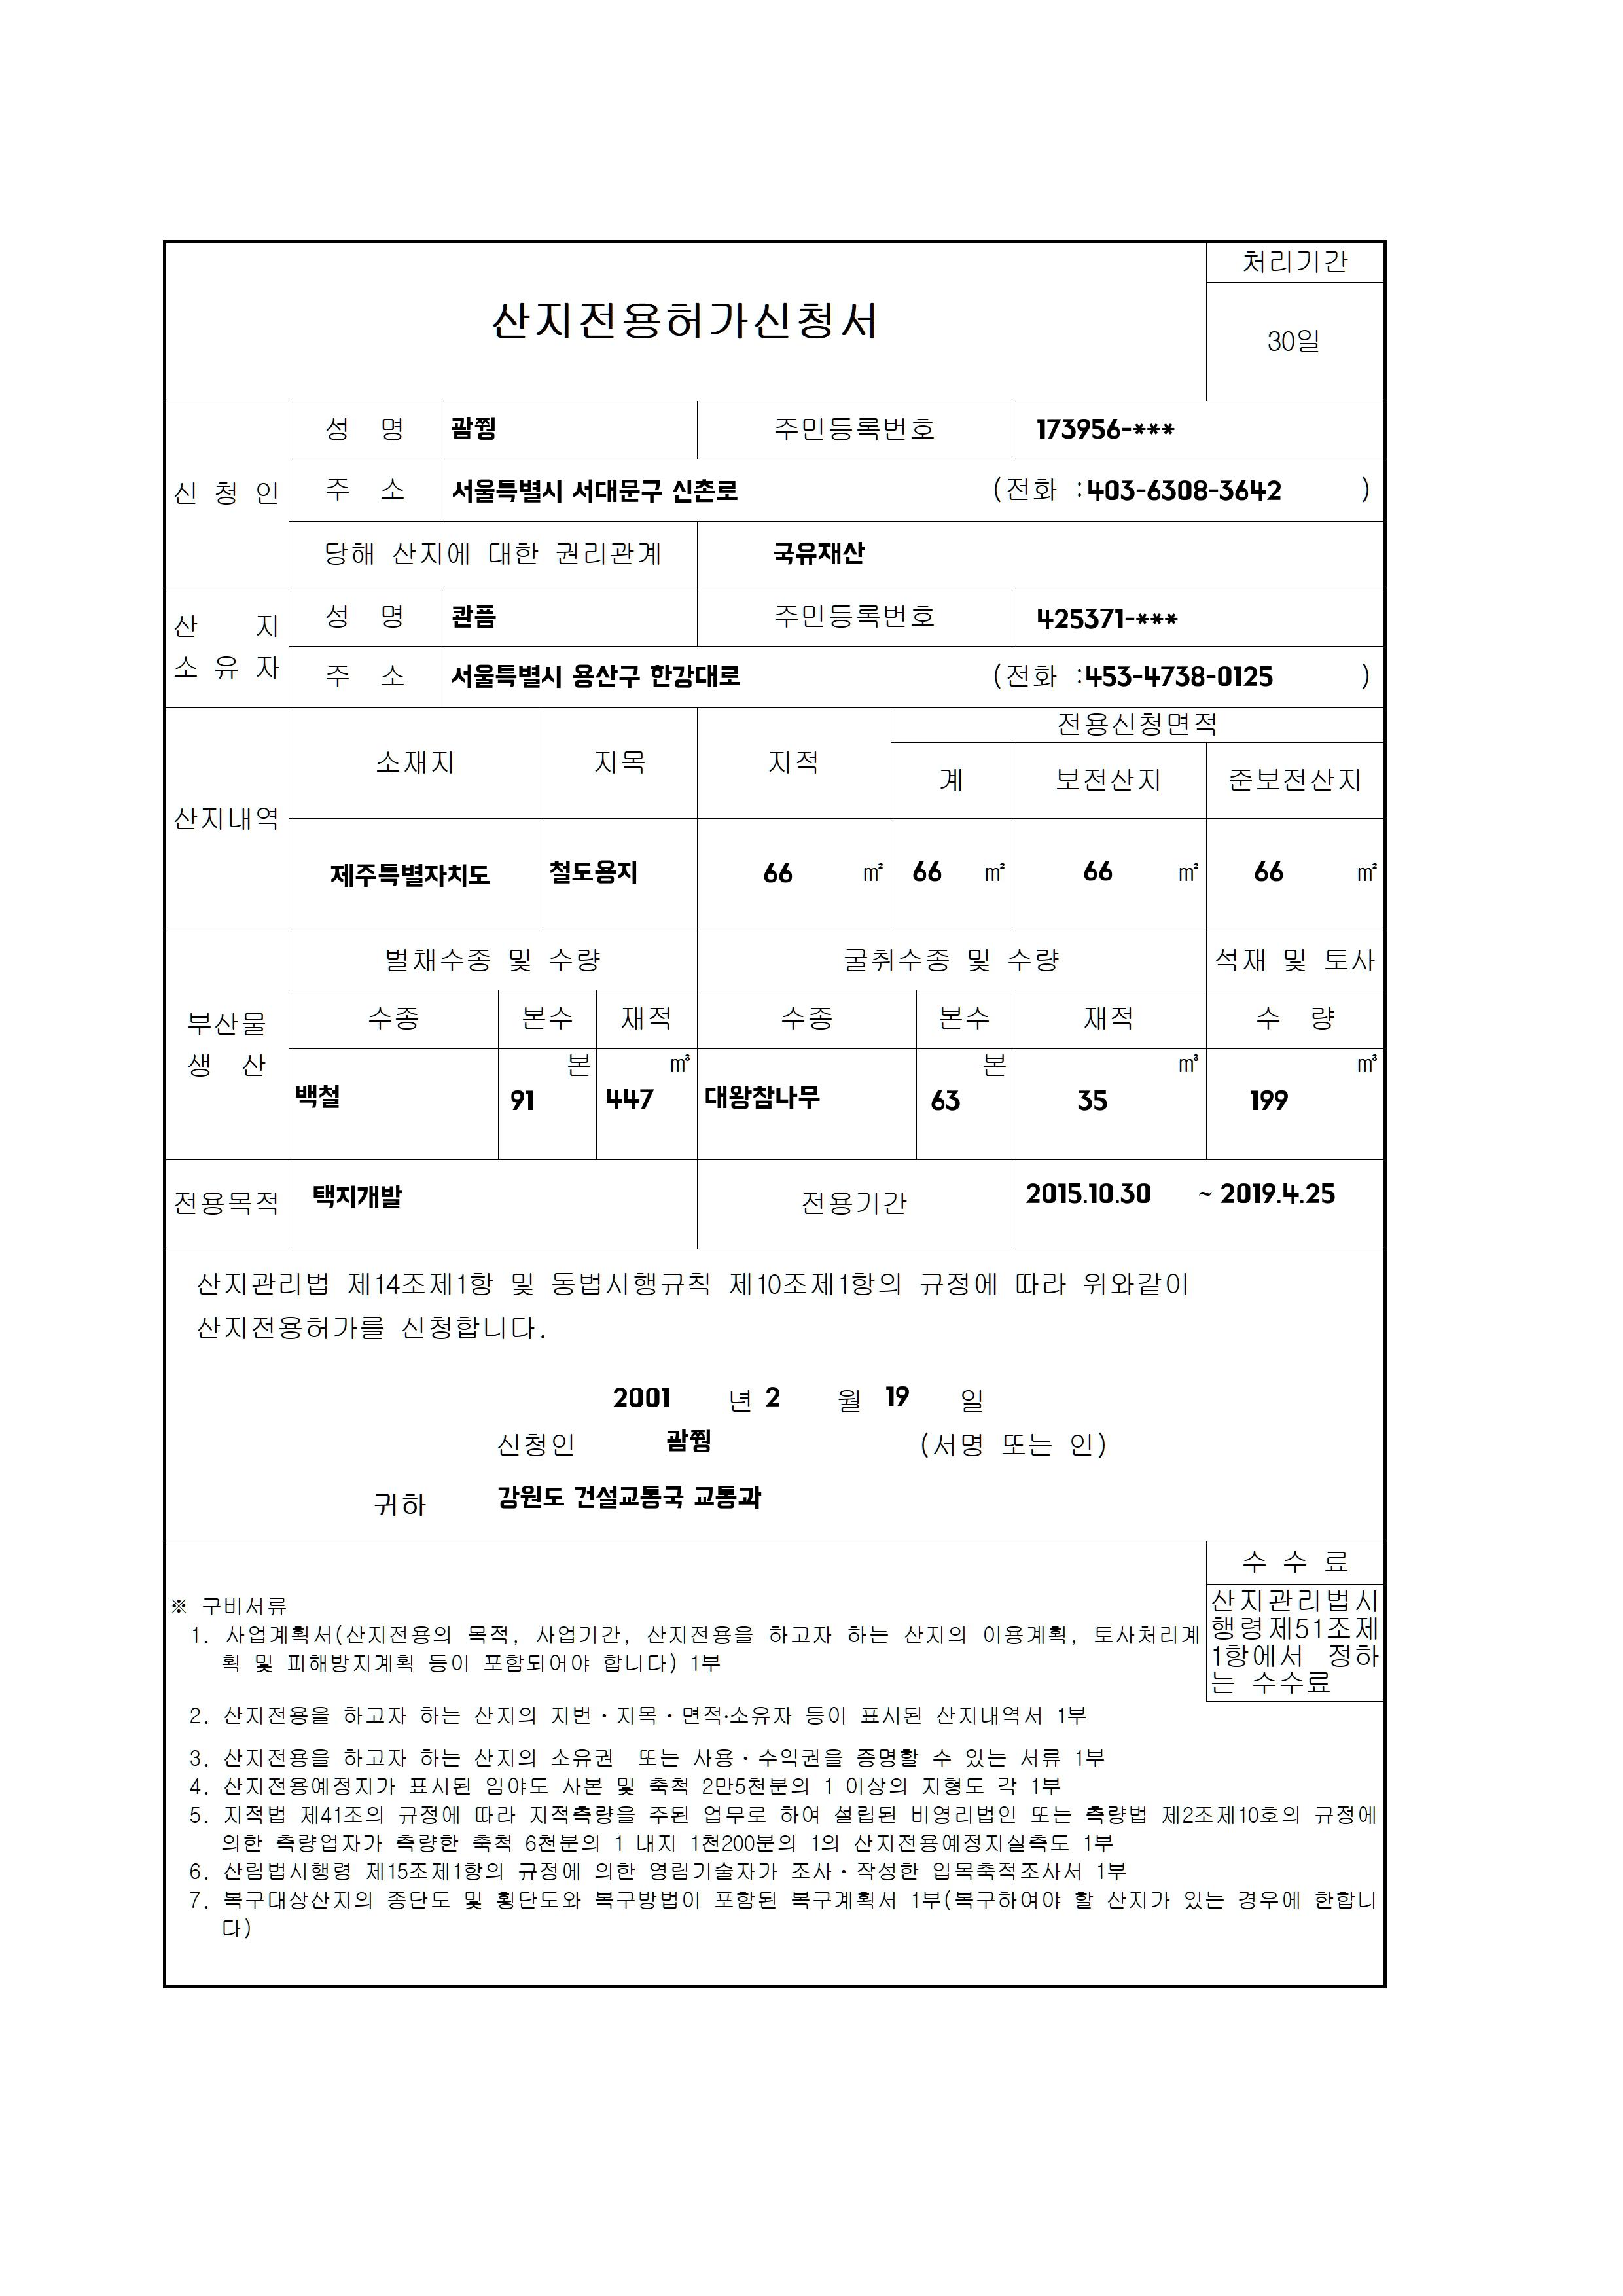 처리기간
산지전용허가신청서
30일
신 청 인
성 명 괌쮕 주민등록번호 173956-***
주 소 서울특별시 서대문구 신촌로 (전화 :403-6308-3642 )
당해 산지에 대한 권리관계 국유재산
산 지
소 유 자
성 명 콴픔 주민등록번호 425371-***
주 소 서울특별시 용산구 한강대로 (전화 :453-4738-0125 )
산지내역
소재지 지목 지적 전용신청면적
계 보전산지 준보전산지
제주특별자치도 철도용지 66 ㎡ 66 ㎡ 66 ㎡ 66 ㎡
부산물
생 산
벌채수종 및 수량 굴취수종 및 수량 석재 및 토사
수종 본수 재적 수종 본수 재적 수 량
본 ㎥ 본 ㎥ ㎥
백철 91 447 대왕참나무 63 35 199
전용목적 택지개발 전용기간 2015.10.30 ~ 2019.4.25
산지관리법 제14조제1항 및 동법시행규칙 제10조제1항의 규정에 따라 위와같이
산지전용허가를 신청합니다.
2001 년 2 월 19 일
신청인 괌쮕 (서명 또는 인)
귀하 강원도 건설교통국 교통과
수 수 료
산지관리법시
행령제51조제
1항에서 정하
는 수수료
※ 구비서류
1. 사업계획서(산지전용의 목적, 사업기간, 산지전용을 하고자 하는 산지의 이용계획, 토사처리계
획 및 피해방지계획 등이 포함되어야 합니다) 1부
2. 산지전용을 하고자 하는 산지의 지번·지목·면적·소유자 등이 표시된 산지내역서 1부
3. 산지전용을 하고자 하는 산지의 소유권 또는 사용·수익권을 증명할 수 있는 서류 1부
4. 산지전용예정지가 표시된 임야도 사본 및 축척 2만5천분의 1 이상의 지형도 각 1부
5. 지적법 제41조의 규정에 따라 지적측량을 주된 업무로 하여 설립된 비영리법인 또는 측량법 제2조제10호의 규정에
의한 측량업자가 측량한 축척 6천분의 1 내지 1천200분의 1의 산지전용예정지실측도 1부
6. 산림법시행령 제15조제1항의 규정에 의한 영림기술자가 조사·작성한 입목축적조사서 1부
7. 복구대상산지의 종단도 및 횡단도와 복구방법이 포함된 복구계획서 1부(복구하여야 할 산지가 있는 경우에 한합니
다)